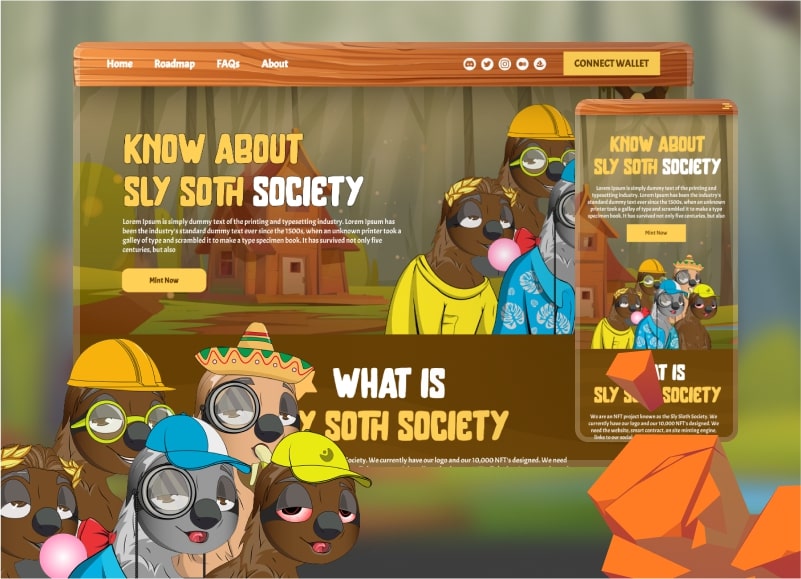 Home Roadmap FAQs About CONNECT WALLET
KNOW ABOUT
SLY SOTH SOCIETY
Lorem Ipsum is simply dummy text of the printing and typesetting industry. Lorem Ipsum has
been the industry's standard dummy text ever since the 1500s, when an unknown printer took a
galley of type and scrambled it to make a type specimen book. It has survived not only five
centuries, but also
Mint Now
WHAT IS
Y SOTH SOCIETY
Society. We currently have our logo and our 10,000 NFT's designed. We need
KNOW ABOUT
SLY SOTH SOCIETY
Lorem Ipsum is simply dummy text of the
printing and typesetting industry. Lorem Ipsum
has been the industry's standard dummy text
ever since the 1500s, when an unknown printer
took a galley of type and scrambled it to make a
type specimen book. It has survived not only five centuries, but also
Mint Now
IS
SLY SOTH SOCIETY
We are an NFT project known as the Sly Sloth Society. We
currently have our logo and our 10,000 NFT's designed. We
need the website, smart contract, on site minting engine.
links to our social